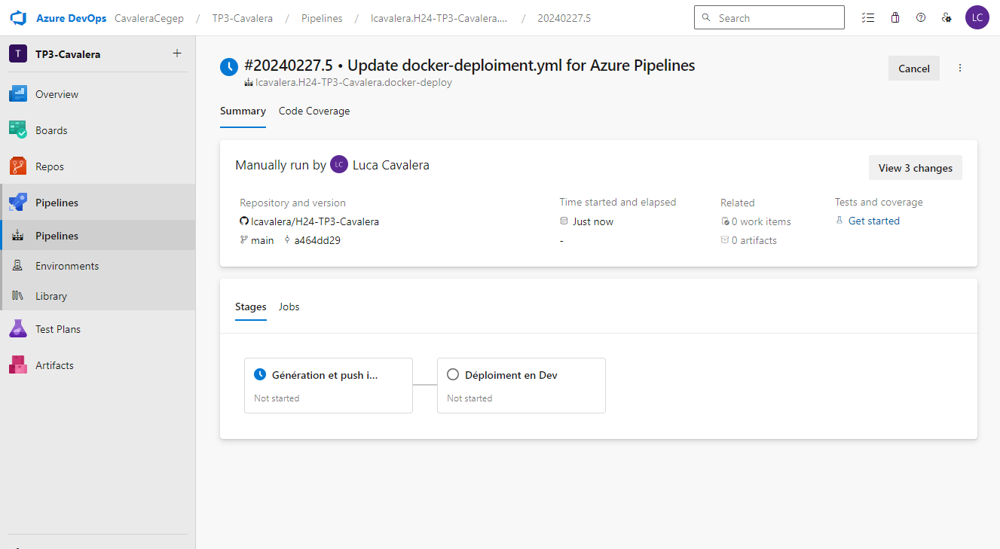 Azure DevOps CavaleraCegep / TP3-Cavalera / Pipelines / lcavalera.H24-TP3-Cavalera.... / 20240227.5
Search
LC
T TP3-Cavalera +
Overview
Boards
Repos
Pipelines
Pipelines
Environments
Library
Test Plans
Artifacts
#20240227.5 • Update docker-deploiment.yml for Azure Pipelines
lcavalera.H24-TP3-Cavalera.docker-deploy
Cancel
Summary Code Coverage
Manually run by LC Luca Cavalera
View 3 changes
Repository and version
lcavalera/H24-TP3-Cavalera
main a464dd29
Time started and elapsed
Just now
-
Related
0 work items
0 artifacts
Tests and coverage
Get started
Stages Jobs
Génération et push i...
Not started
Déploiment en Dev
Not started